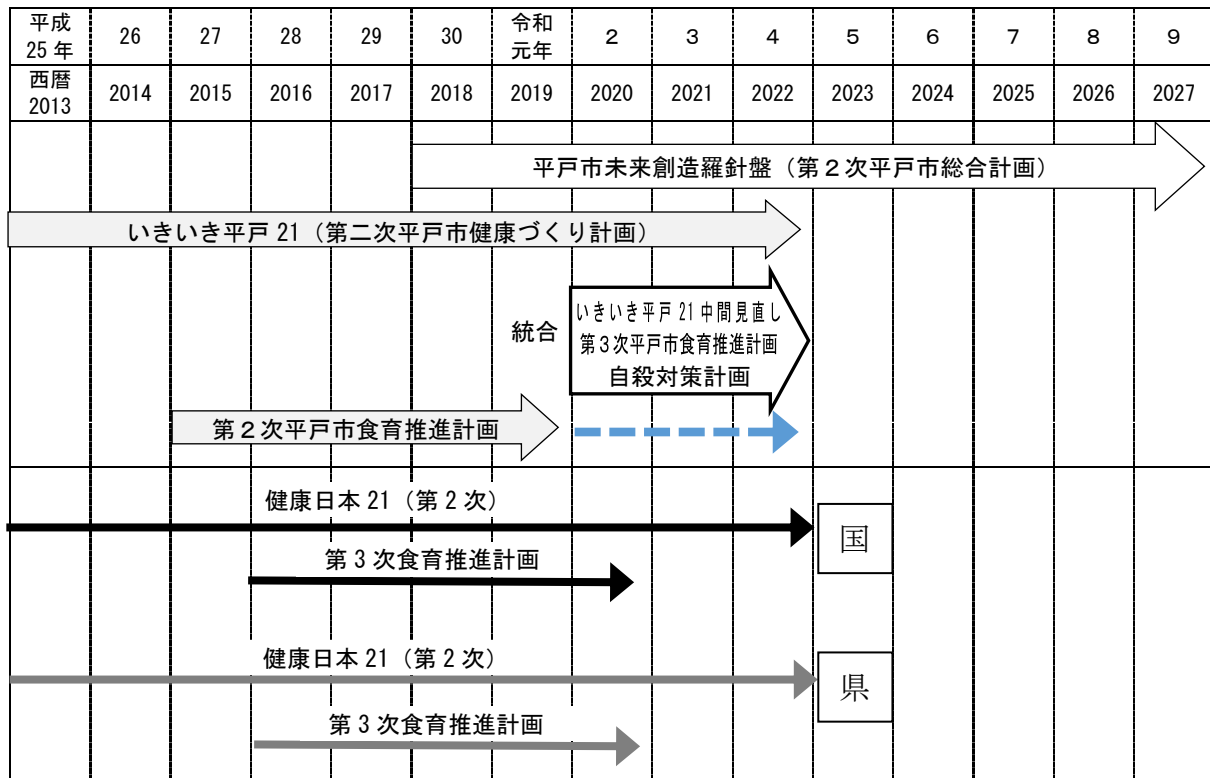 平成 25年 26 27 28 29 30 令和 元年 2 3 4 5 6 7 8 9
西暦 2013 2014 2015 2016 2017 2018 2019 2020 2021 2022 2023 2024 2025 2026 2027
平戸市未来創造羅針盤（第２次平戸市総合計画）
いきいき平戸 21（第二次平戸市健康づくり計画）
統合
いきいき平戸 21 中間見直し
第３次平戸市食育推進計画
自殺対策計画
第２次平戸市食育推進計画
健康日本 21（第 2 次）
国
第 3 次食育推進計画
健康日本 21（第 2 次）
県
第 3 次食育推進計画